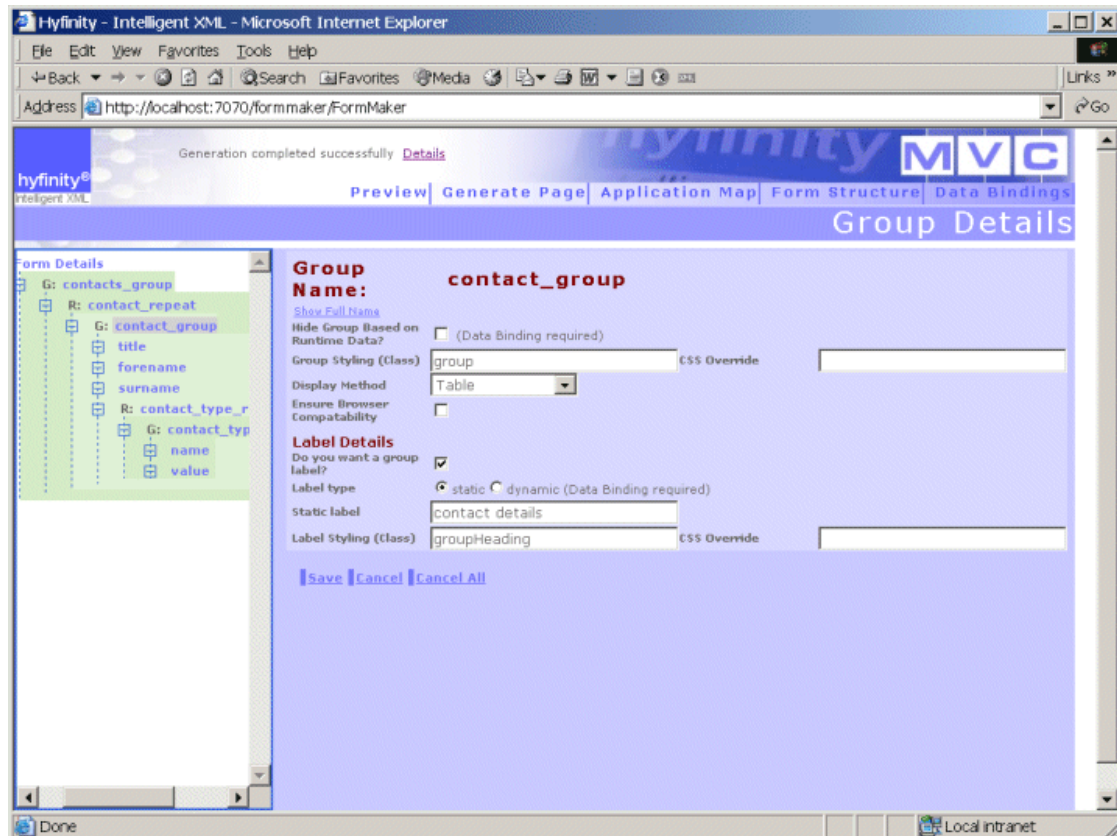 Hyfinity - Intelligent XML - Microsoft Internet Explorer
File Edit View Favorites Tools Help
Back Search Favorites Media Links »
Address http://localhost:7070/formmaker/FormMaker Go
Generation completed successfully Details
hyfinity
MVC
hyfinity®
Intelligent XML
Preview Generate Page Application Map Form Structure Data Bindings
Group Details
Form Details
G: contacts_group
R: contact_repeat
G: contact_group
title
forename
surname
R: contact_type_r
G: contact_typ
name
value
Group Name: contact_group
Show Full Name
Hide Group Based on Runtime Data? (Data Binding required)
Group Styling (Class) group CSS Override
Display Method Table
Ensure Browser Compatability
Label Details
Do you want a group label?
Label type static dynamic (Data Binding required)
Static label contact details
Label Styling (Class) groupHeading CSS Override
Save Cancel Cancel All
Done Local intranet